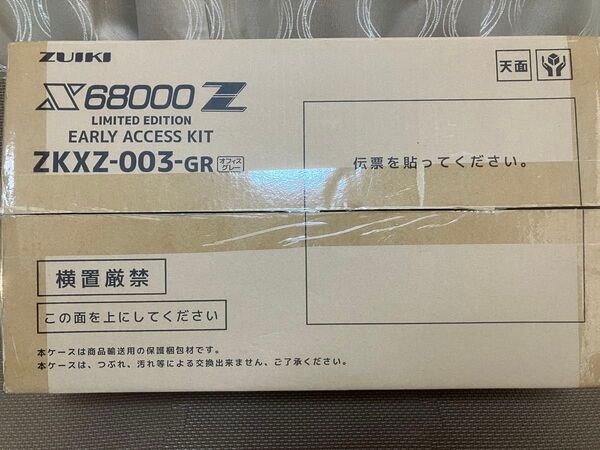 ZUIKI
天面
X68000 Z
LIMITED EDITION
EARLY ACCESS KIT
ZKXZ-003-GR オフィスグレー
伝票を貼ってください。
横置厳禁
この面を上にしてください
本ケースは商品輸送用の保護梱包材です。
本ケースは、つぶれ、汚れ等による交換出来ません、ご了承ください。